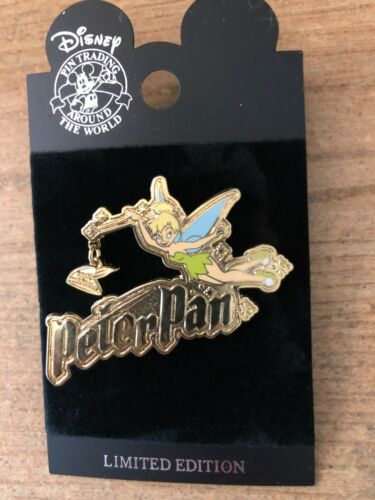 DISNEY
PIN TRADING
AROUND
THE WORLD
Peter Pan
LIMITED EDITION